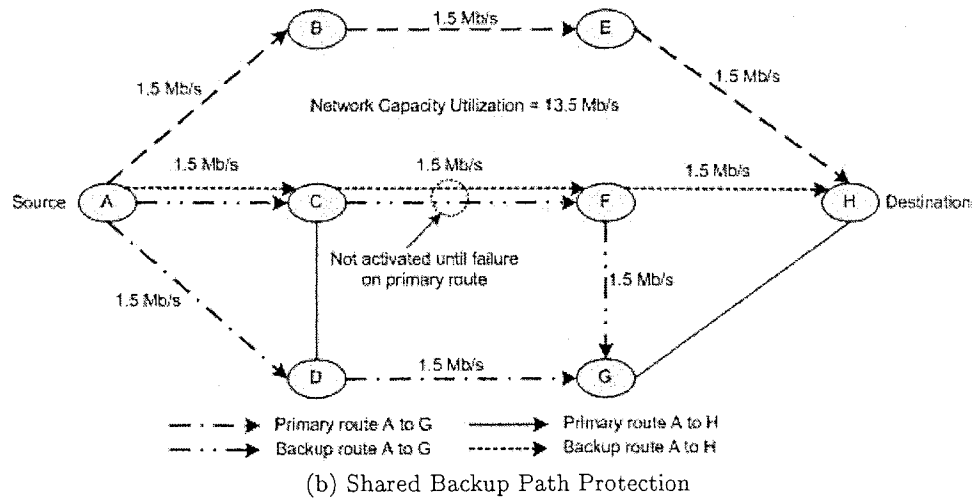 B
1.5 Mb/s
E
1.5 Mb/s
1.5 Mb/s
Network Capacity Utilization = 13.5 Mb/s
1.5 Mb/s
1.5 Mb/s
1.5 Mb/s
Source
A
C
F
H
Destination
Not activated until failure
on primary route
1.5 Mb/s
1.5 Mb/s
1.5 Mb/s
D
G
Primary route A to G
Primary route A to H
Backup route A to G
Backup route A to H
(b) Shared Backup Path Protection